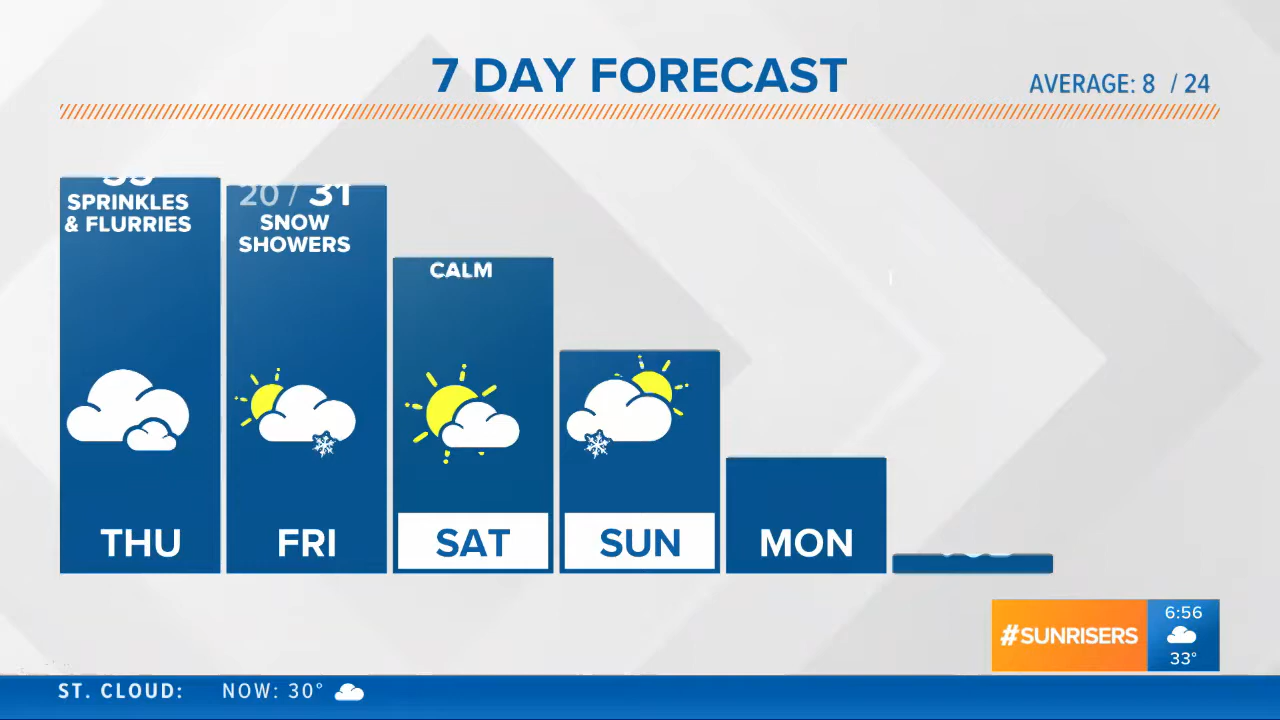 7 DAY FORECAST
AVERAGE: 8 / 24
SPRINKLES
& FLURRIES
THU
20 / 31
SNOW
SHOWERS
FRI
CALM
SAT
SUN
MON
#SUNRISERS
6:56
33°
ST. CLOUD: NOW: 30°